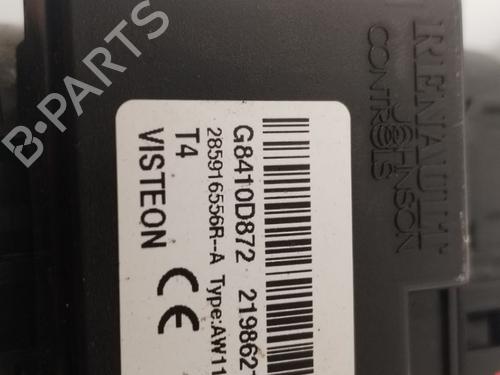 RENAULT
JOHNSON
CONTROLS
G8410D872 219862
285916556R--A Type:AW11
T4
VISTEON
CE
B-PARTS